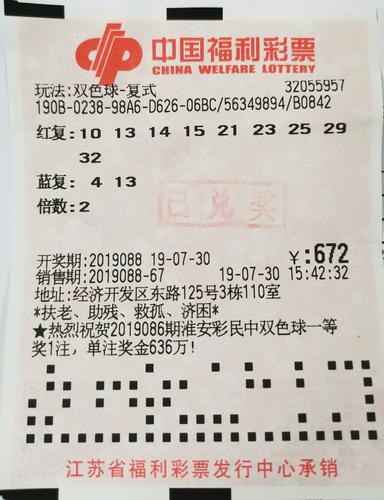 中国福利彩票
CHINA WELFARE LOTTERY
玩法:双色球-复式 32055957
190B-0238-98A6-D626-06BC/56349894/B0842
红复: 10 13 14 15 21 23 25 29
32
蓝复: 4 13
倍数:2
已兑奖
开奖期:2019088 19-07-30 ¥:672
销售期:2019088-67 19-07-30 15:42:32
地址:经济开发区东路125号3栋110室
*扶老、助残、救孤、济困*
★热烈祝贺2019086期淮安彩民中双色球一等
奖1注,单注奖金636万!
江苏省福利彩票发行中心承销